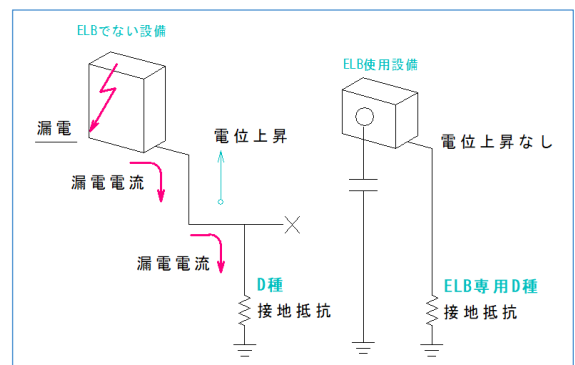 ELBでない設備
漏電
漏電電流
電位上昇
漏電電流
D種
接地抵抗
ELB使用設備
電位上昇なし
ELB専用D種
接地抵抗